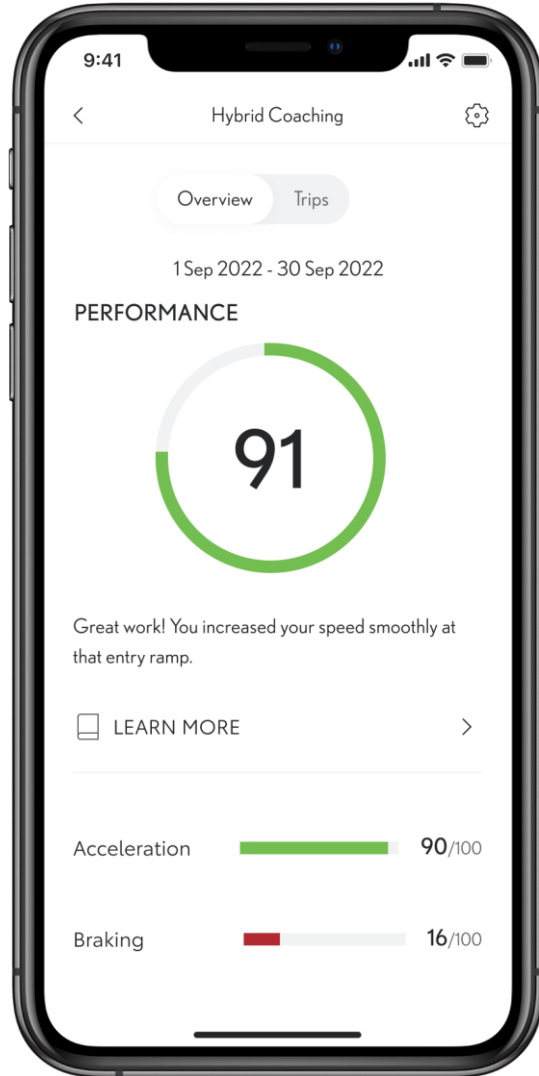 9:41
Hybrid Coaching
Overview Trips
1 Sep 2022 - 30 Sep 2022
PERFORMANCE
91
Great work! You increased your speed smoothly at
that entry ramp.
LEARN MORE
Acceleration 90/100
Braking 16/100